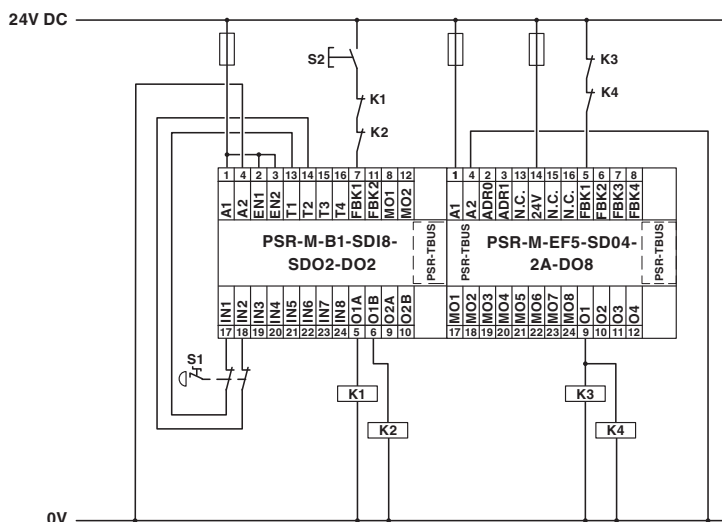 24V DC
S2
K1
K2
K3
K4
1 4 2 3 13 14 15 16 7 11 8 12
A1 A2 EN1 EN2 T1 T2 T3 T4 FBK1 FBK2 MO1 MO2
1 4 2 3 13 14 15 16 5 6 7 8
A1 A2 ADR0 ADR1 N.C. 24V N.C. N.C. FBK1 FBK2 FBK3 FBK4
PSR-M-B1-SDI8-
SDO2-DO2
PSR-TBUS
PSR-TBUS
PSR-M-EF5-SD04-
2A-DO8
PSR-TBUS
IN1 IN2 IN3 IN4 IN5 IN6 IN7 IN8 O1A O1B O2A O2B
17 18 19 20 21 22 23 24 5 6 9 10
MO1 MO2 MO3 MO4 MO5 MO6 MO7 MO8 O1 O2 O3 O4
17 18 19 20 21 22 23 24 9 10 11 12
S1
K1
K2
K3
K4
0V